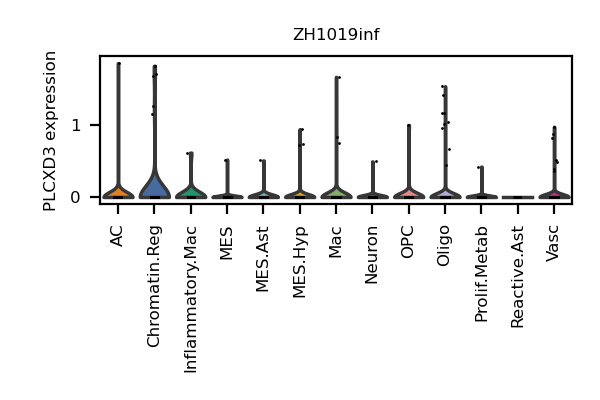 ZH1019inf
PLCXD3 expression
1
0
AC
Chromatin.Reg
Inflammatory.Mac
MES
MES.Ast
MES.Hyp
Mac
Neuron
OPC
Oligo
Prolif.Metab
Reactive.Ast
Vasc